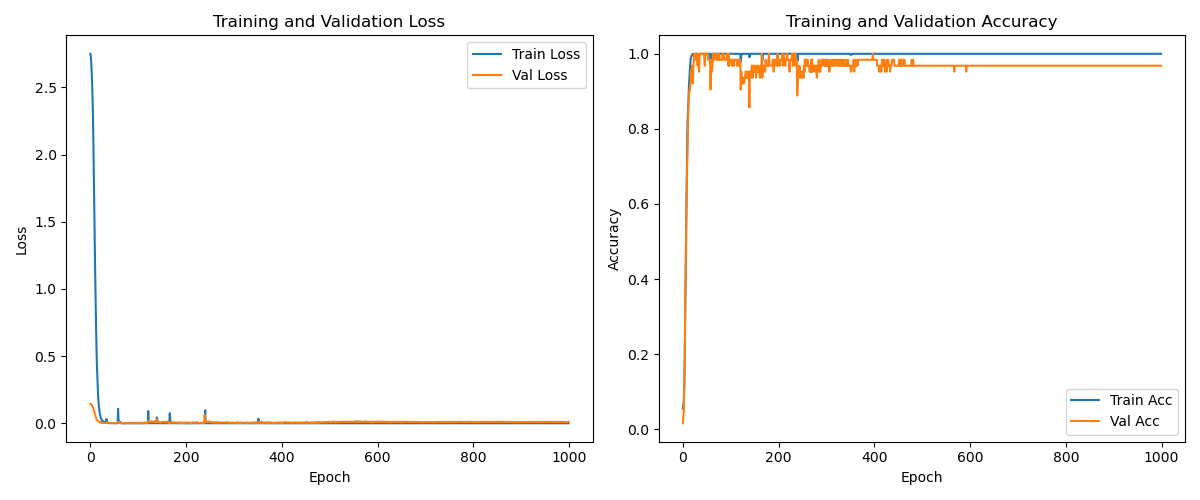 Training and Validation Loss
Train Loss
Val Loss
2.5
2.0
1.5
1.0
0.5
0.0
Loss
0
200
400
600
800
1000
Epoch
Training and Validation Accuracy
1.0
0.8
0.6
0.4
0.2
0.0
Accuracy
Train Acc
Val Acc
0
200
400
600
800
1000
Epoch